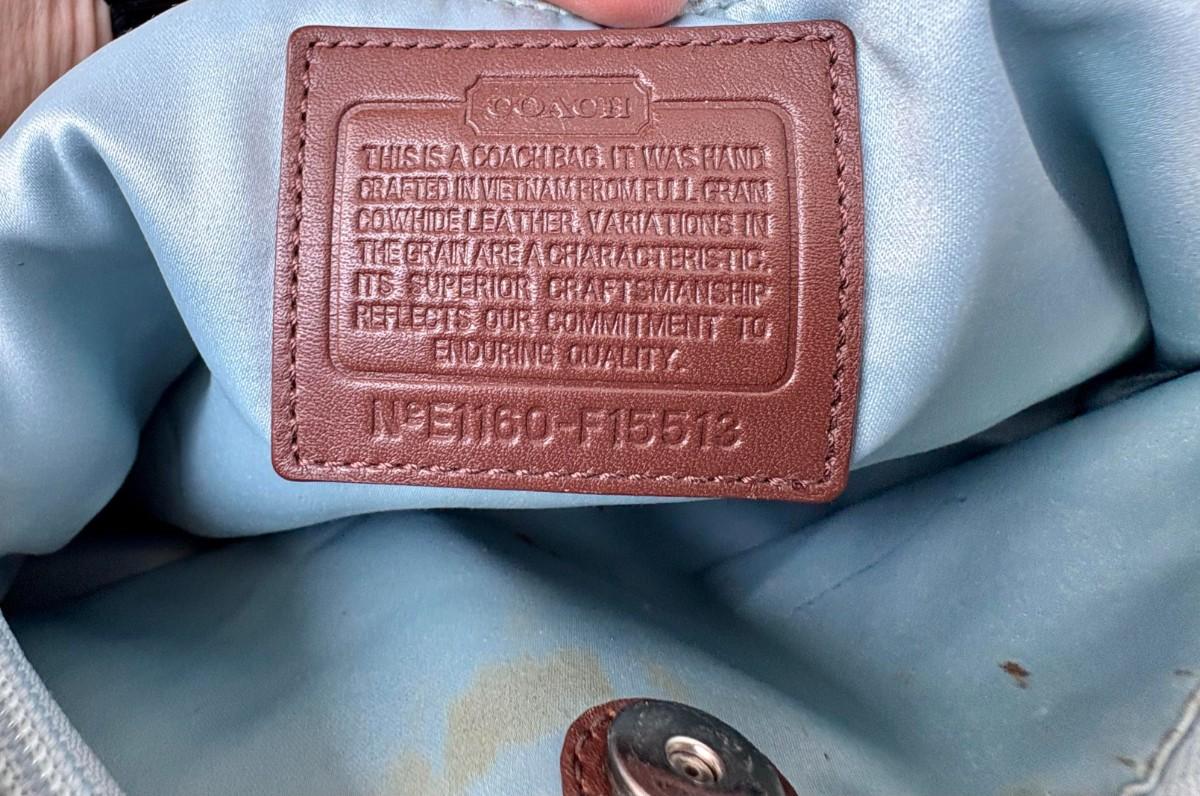 COACH
THIS IS A COACH BAG. IT WAS HAND
CRAFTED IN VIETNAM FROM FULL GRAIN
COWHIDE LEATHER. VARIATIONS IN
THE GRAIN ARE A CHARACTERISTIC.
ITS SUPERIOR CRAFTSMANSHIP
REFLECTS OUR COMMITMENT TO
ENDURING QUALITY.
Nº E1160-F15513